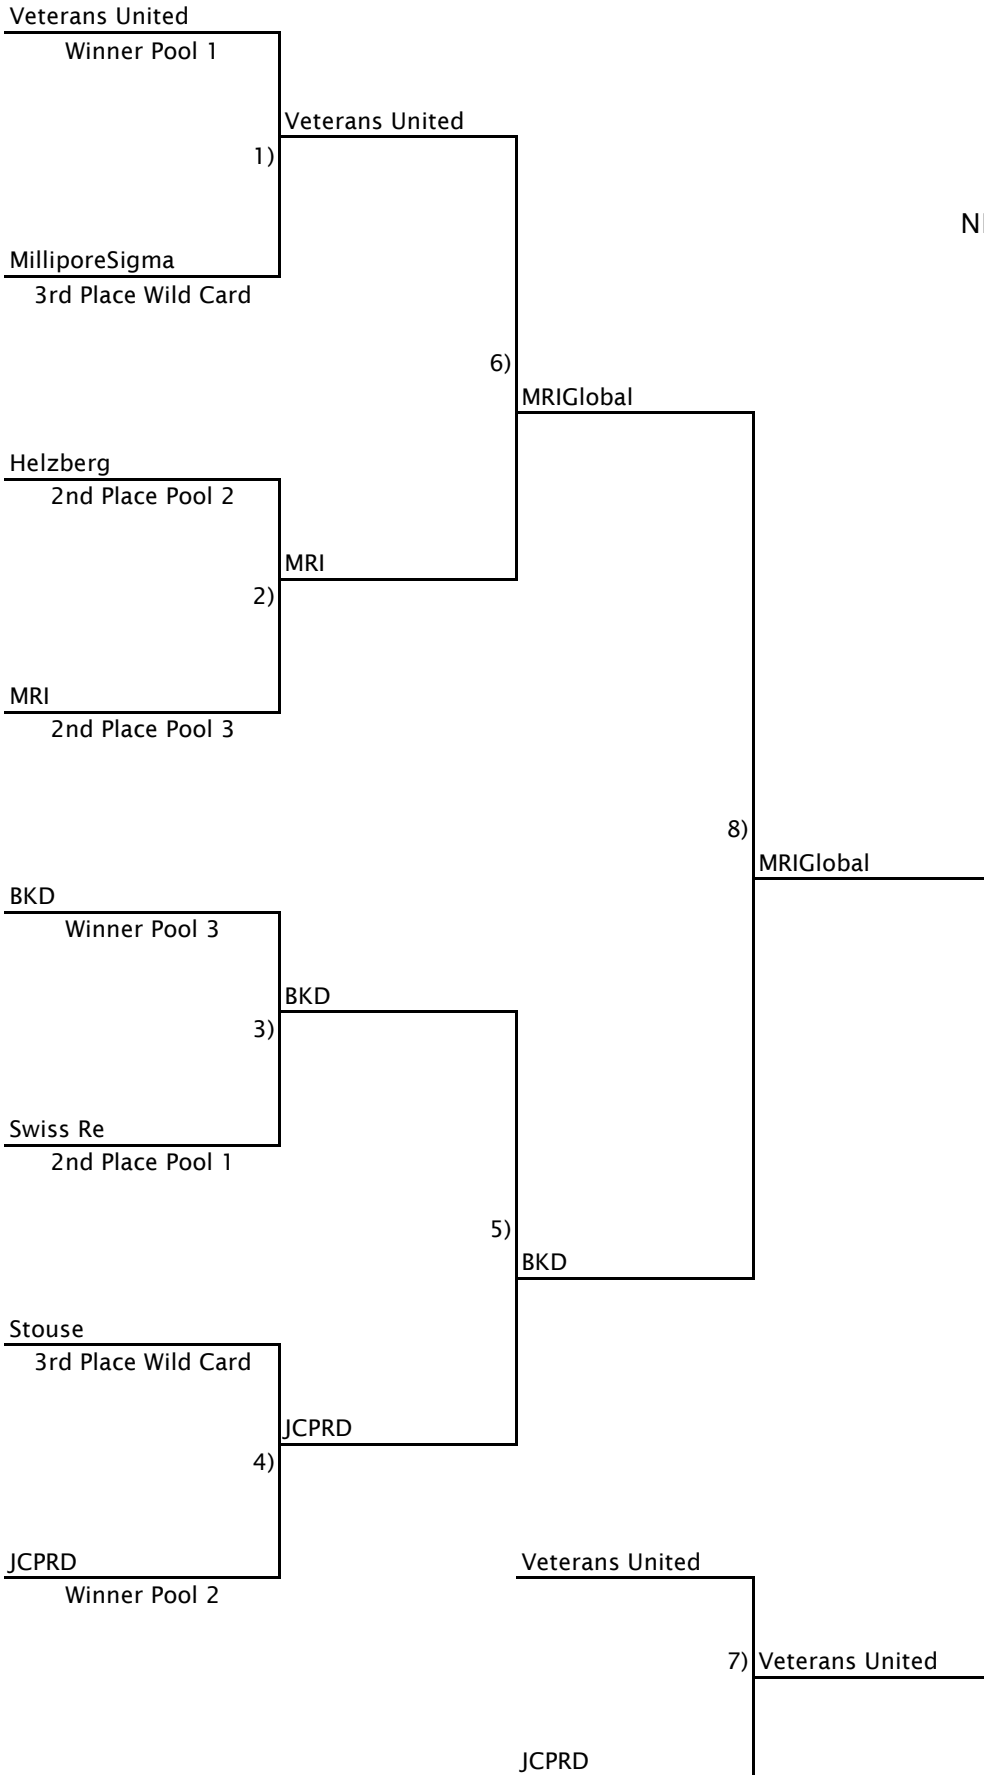 Veterans United
Winner Pool 1
Veterans United
1)
MilliporeSigma
3rd Place Wild Card
6)
MRIGlobal
Helzberg
2nd Place Pool 2
MRI
2)
MRI
2nd Place Pool 3
8)
MRIGlobal
BKD
Winner Pool 3
BKD
3)
Swiss Re
2nd Place Pool 1
5)
BKD
Stouse
3rd Place Wild Card
JCPRD
4)
JCPRD
Winner Pool 2
Veterans United
7) Veterans United
JCPRD